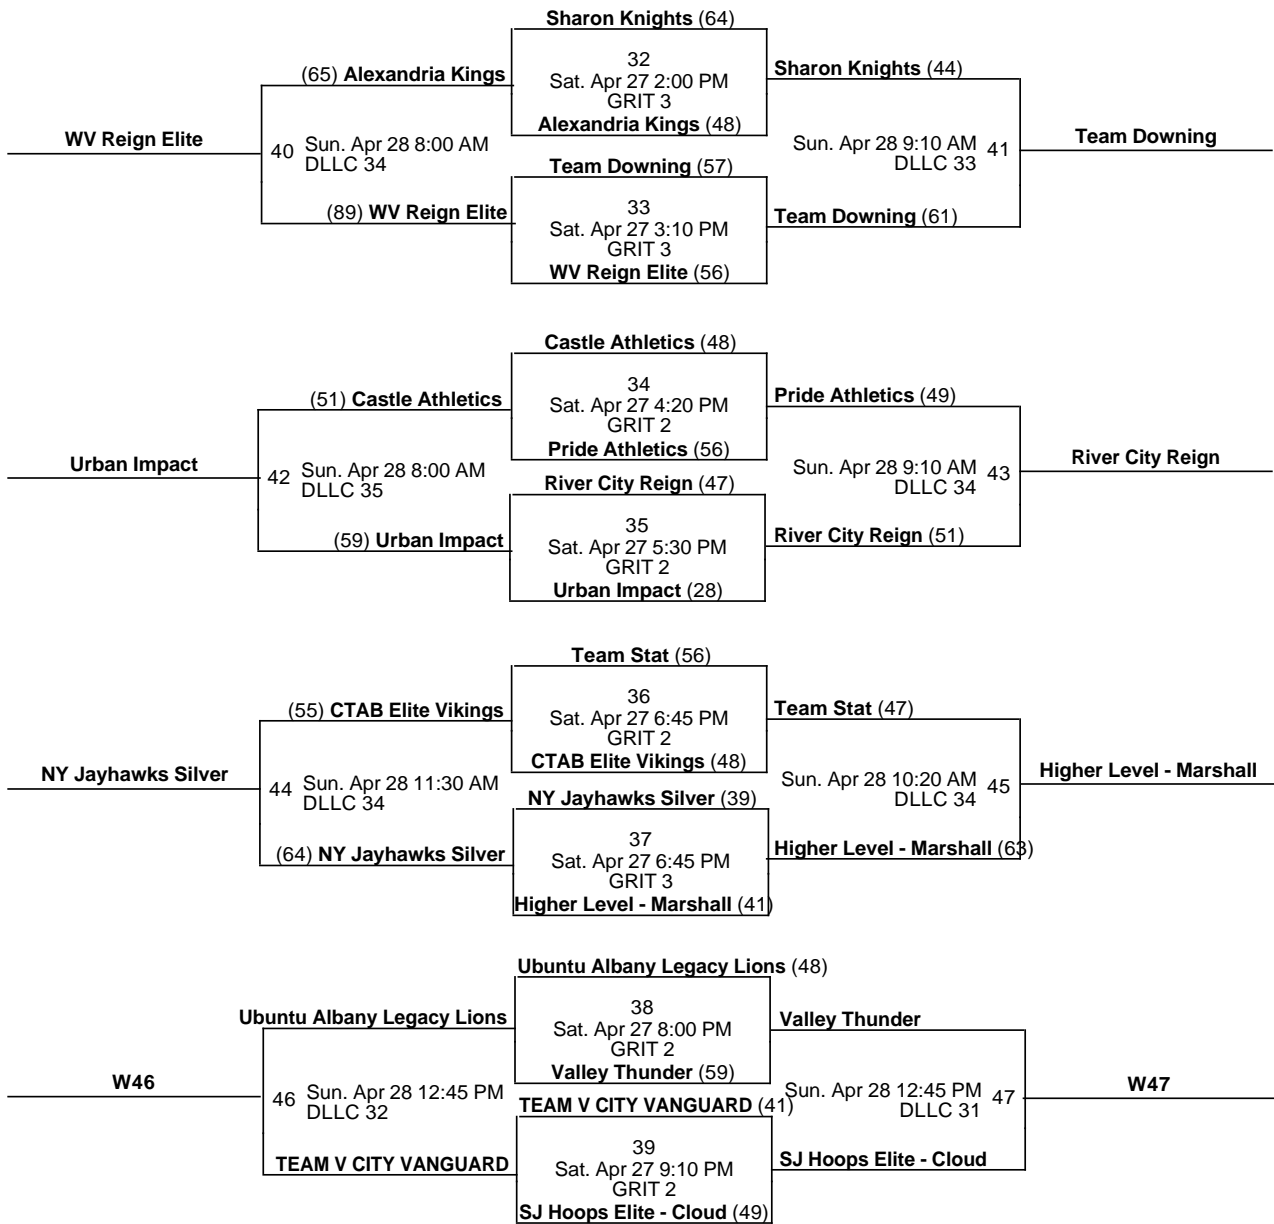 Sharon Knights (64)
32
Sat. Apr 27 2:00 PM
GRIT 3
Alexandria Kings (48)
(65) Alexandria Kings
Sharon Knights (44)
WV Reign Elite
40 Sun. Apr 28 8:00 AM
DLLC 34
Sun. Apr 28 9:10 AM 41
DLLC 33
Team Downing
Team Downing (57)
33
Sat. Apr 27 3:10 PM
GRIT 3
WV Reign Elite (56)
(89) WV Reign Elite
Team Downing (61)
Castle Athletics (48)
34
Sat. Apr 27 4:20 PM
GRIT 2
Pride Athletics (56)
(51) Castle Athletics
Pride Athletics (49)
Urban Impact
42 Sun. Apr 28 8:00 AM
DLLC 35
Sun. Apr 28 9:10 AM 43
DLLC 34
River City Reign
River City Reign (47)
35
Sat. Apr 27 5:30 PM
GRIT 2
Urban Impact (28)
(59) Urban Impact
River City Reign (51)
Team Stat (56)
36
Sat. Apr 27 6:45 PM
GRIT 2
CTAB Elite Vikings (48)
(55) CTAB Elite Vikings
Team Stat (47)
NY Jayhawks Silver
44 Sun. Apr 28 11:30 AM
DLLC 34
Sun. Apr 28 10:20 AM 45
DLLC 34
Higher Level - Marshall
NY Jayhawks Silver (39)
37
Sat. Apr 27 6:45 PM
GRIT 3
Higher Level - Marshall (41)
(64) NY Jayhawks Silver
Higher Level - Marshall (63)
Ubuntu Albany Legacy Lions (48)
38
Sat. Apr 27 8:00 PM
GRIT 2
Valley Thunder (59)
Ubuntu Albany Legacy Lions
Valley Thunder
W46
46 Sun. Apr 28 12:45 PM
DLLC 32
Sun. Apr 28 12:45 PM 47
DLLC 31
W47
TEAM V CITY VANGUARD (41)
39
Sat. Apr 27 9:10 PM
GRIT 2
SJ Hoops Elite - Cloud (49)
TEAM V CITY VANGUARD
SJ Hoops Elite - Cloud